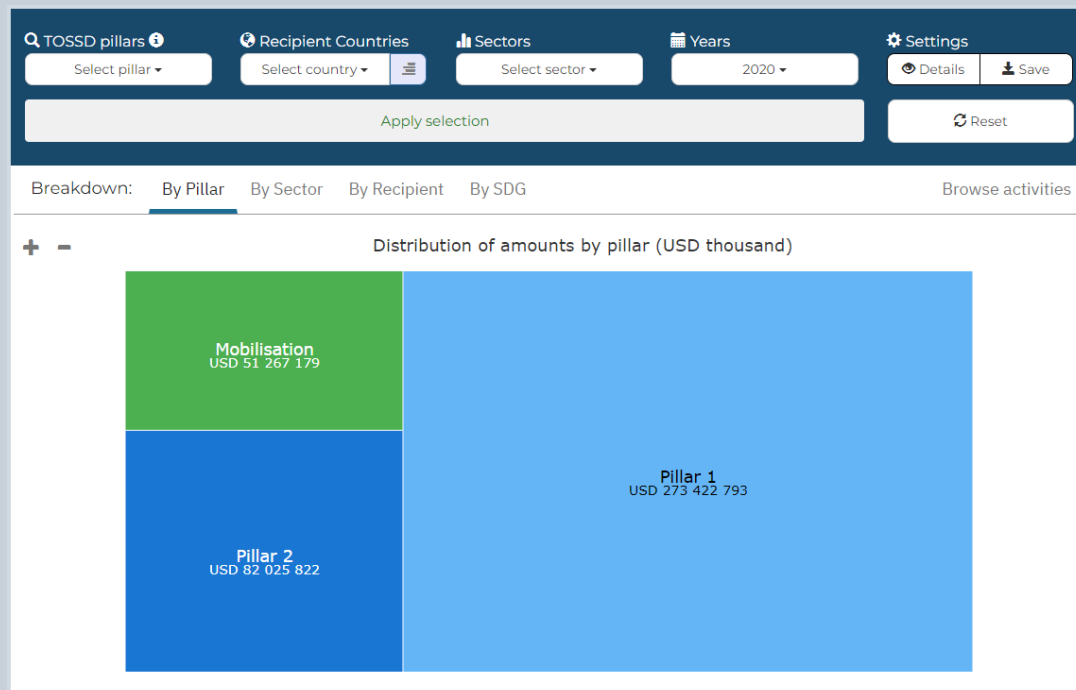 TOSSD pillars
Recipient Countries
Sectors
Years
Settings
Select pillar
Select country
Select sector
2020
Details
Save
Apply selection
Reset
Breakdown: By Pillar By Sector By Recipient By SDG Browse activities
Distribution of amounts by pillar (USD thousand)
Mobilisation
USD 51 267 179
Pillar 1
USD 273 422 793
Pillar 2
USD 82 025 822